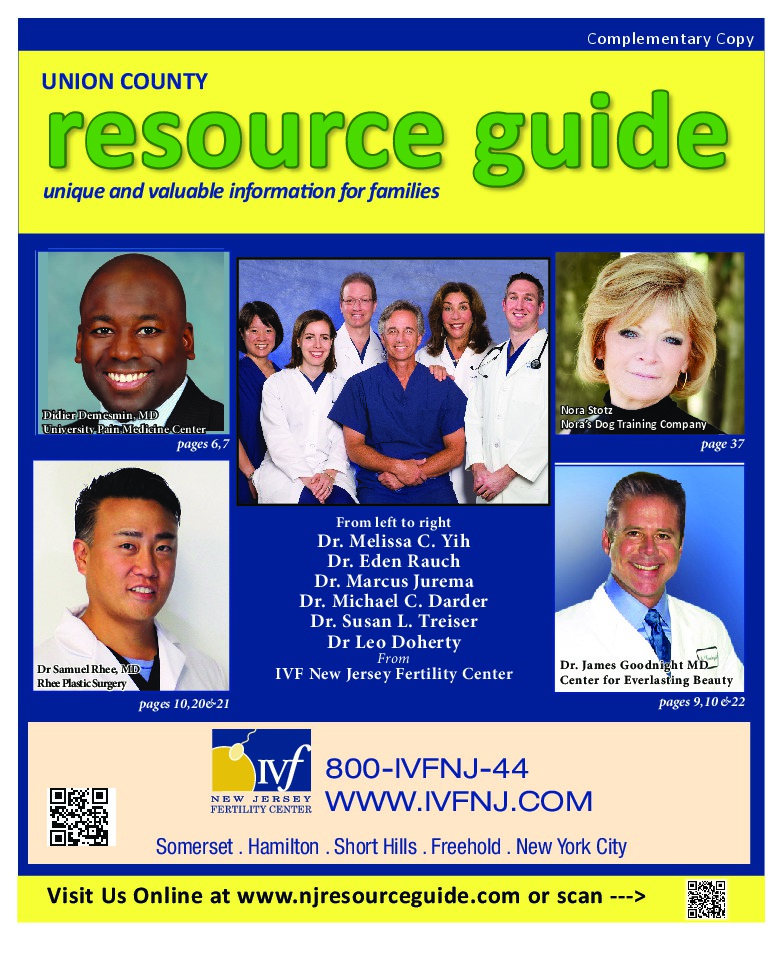 Complementary Copy
UNION COUNTY
resource guide
unique and valuable information for families
Didier Demesmin, MD
University Pain Medicine Center
pages 6,7
Nora Stotz
Nora's Dog Training Company
page 37
From left to right
Dr. Melissa C. Yih
Dr. Eden Rauch
Dr. Marcus Jurema
Dr. Michael C. Darder
Dr. Susan L. Treiser
Dr Leo Doherty
From
IVF New Jersey Fertility Center
Dr Samuel Rhee, MD
Rhee Plastic Surgery
pages 10,20&21
Dr. James Goodnight MD
Center for Everlasting Beauty
pages 9,10 &22
IVf
NEW JERSEY
FERTILITY CENTER
800-IVFNJ-44
WWW.IVFNJ.COM
Somerset . Hamilton . Short Hills . Freehold . New York City
Visit Us Online at www.njresourceguide.com or scan --->